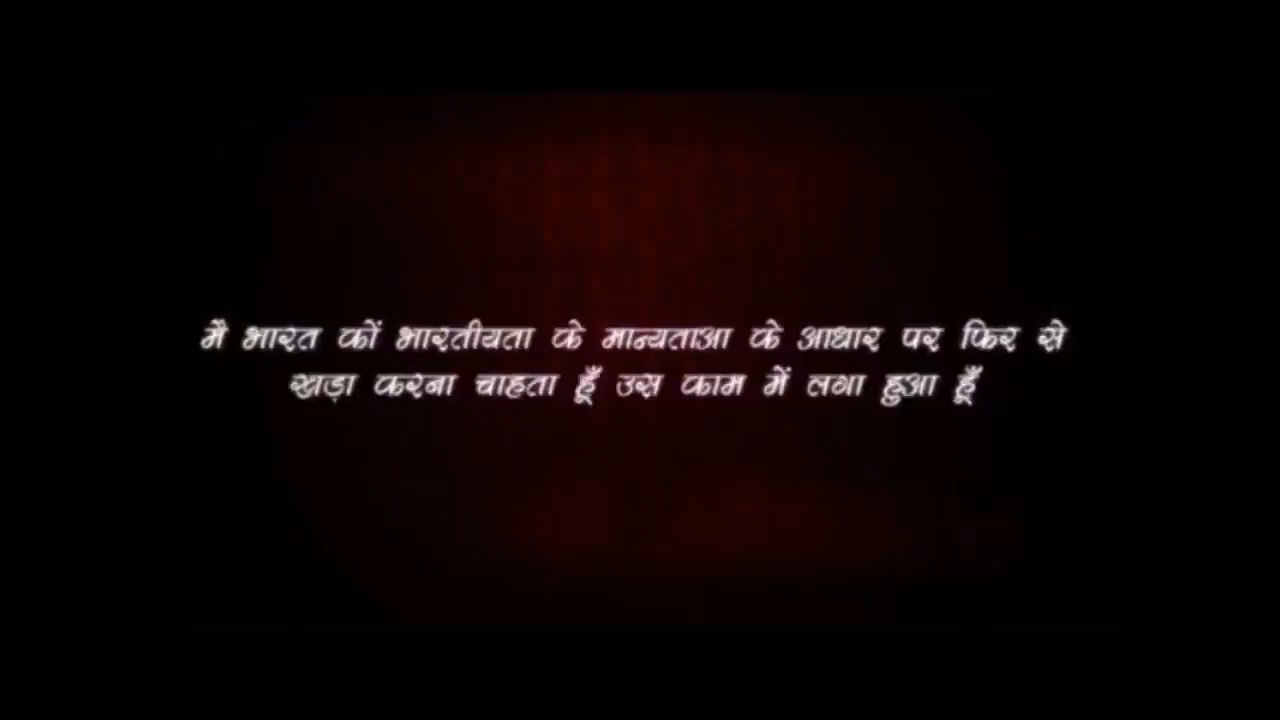 मै भारत कों भारतीयता के मान्यताआ के आधार पर फिर से
खड़ा करना चाहता हूँ उस काम में लगा हुआ हूँ